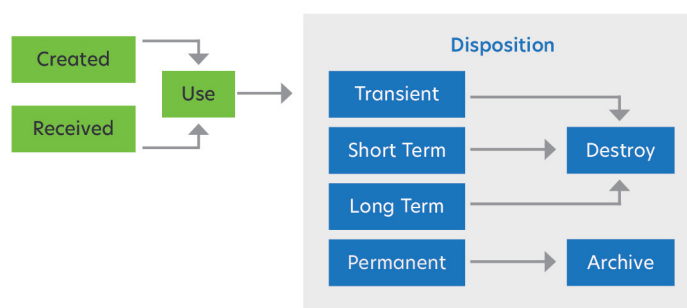 Created
Received
Use
Disposition
Transient
Short Term
Long Term
Permanent
Destroy
Archive